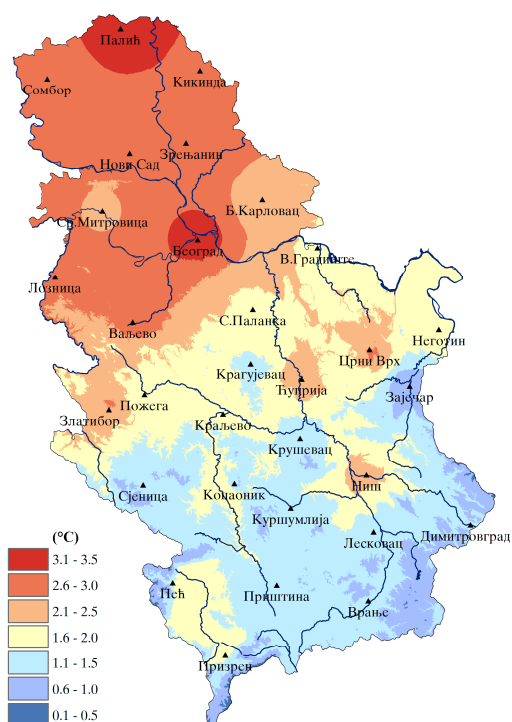 Палић
Кикинда
Сомбор
Зрењанин
Нови Сад
Б.Карловац
Ср.Митровица
Београд
В.Градиште
Лозница
С.Паланка
Ваљево
Неготин
Црни Врх
Крагујевац
Ћуприја
Зајечар
Пожега
Златибор
Краљево
Крушевац
Ниш
Сјеница
Копаоник
Куршумлија
Димитровград
Лесковац
(°C)
3.1 - 3.5
2.6 - 3.0
2.1 - 2.5
1.6 - 2.0
1.1 - 1.5
0.6 - 1.0
0.1 - 0.5
Пећ
Приштина
Врање
Призрен